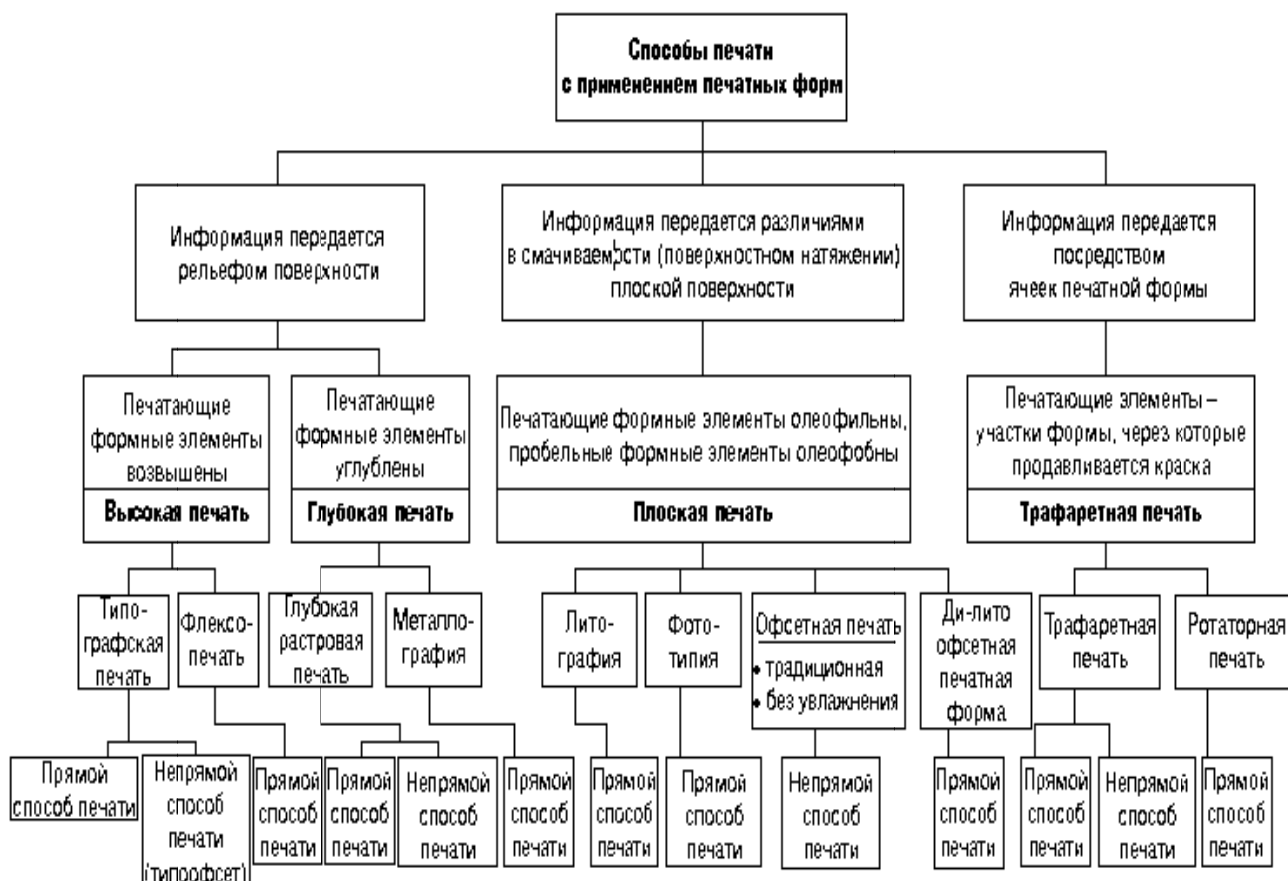 Способы печати
с применением печатных форм
Информация передается
рельефом поверхности
Информация передается различиями
в смачиваемости (поверхностном натяжении)
плоской поверхности
Информация передается
посредством
ячеек печатной формы
Печатающие
формные элементы
возвышены
Высокая печать
Печатающие
формные элементы
углублены
Глубокая печать
Печатающие формные элементы олеофильны,
пробельные формные элементы олеофобны
Плоская печать
Печатающие элементы –
участки формы, через которые
продавливается краска
Трафаретная печать
Типо-
графская
печать
Флексо-
печать
Глубокая
растровая
печать
Металло-
графия
Лито-
графия
Фото-
типия
Офсетная печать
• традиционная
• без увлажнения
Ди-лито
офсетная
печатная
форма
Трафаретная
печать
Ротаторная
печать
Прямой
способ печати
Непрямой
способ
печати
(типоофсет)
Прямой
способ
печати
Прямой
способ
печати
Непрямой
способ
печати
Прямой
способ
печати
Прямой
способ
печати
Прямой
способ
печати
Непрямой
способ
печати
Прямой
способ
печати
Прямой
способ
печати
Непрямой
способ
печати
Прямой
способ
печати